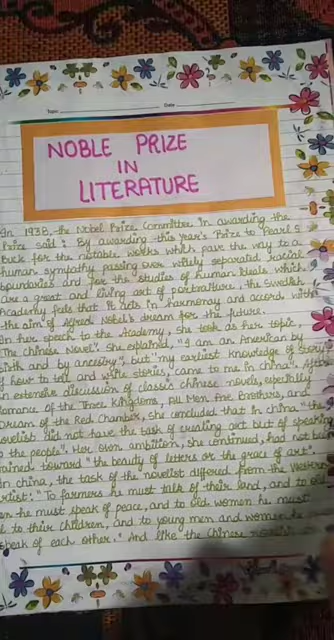 Topic Date
NOBLE PRIZE
IN
LITERATURE
In 1938, the Nobel Prize Committee in awarding the
Prize said: By awarding this year's Prize to Pearl S
Buck for the notable works which pave the way to a
human sympathy passing over widely separated racial
boundaries and for the studies of human ideals which
are a great and living art of portraiture, the Swedish
Academy feels that it acts in harmonay and accord with
the aim of Alfred Nobel's dream for the future.
In her speech to the Academy, she took as her topic
"The Chinese Novel". She explained, "I am an American by
birth and by ancestry", but "my earliest knowledge of story,
of how to tell and write stories, came to me in china". After
an extensive discussion of classic chinese novels, especially
Romance of the Three Kingdoms, All Men Are Brothers, and
Dream of the Red Chamber, she concluded that in china "the
novelist did not have the task of creating art but of speaking
to the people". Her own ambition, she continued, had not been
trained toward "the beauty of letters or the grace of art".
In china, the task of the novelist differed from the Western
artist: "To farmers he must talk of their land, and to old
men he must speak of peace, and to old women he must
to their children, and to young men and women he
speak of each other." And like the Chinese